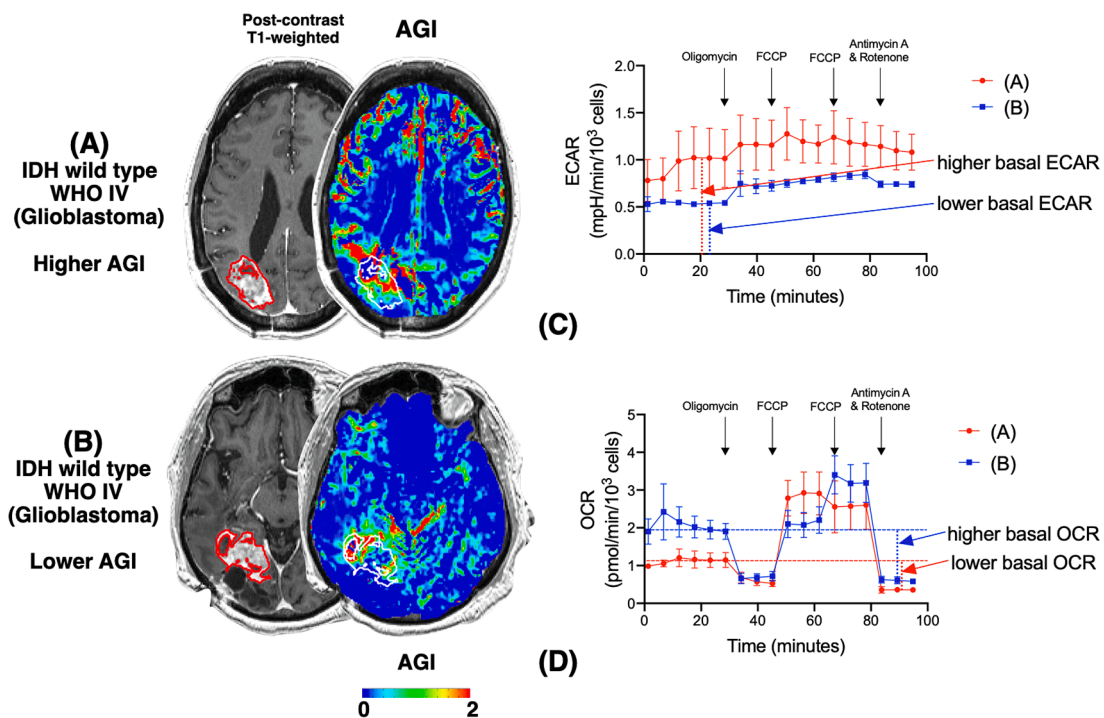 Post-contrast
T1-weighted
AGI
(A)
IDH wild type
WHO IV
(Glioblastoma)
Higher AGI
(B)
IDH wild type
WHO IV
(Glioblastoma)
Lower AGI
AGI
0
2
(C)
Oligomycin
FCCP
FCCP
Antimycin A
& Rotenone
2.0
1.5
1.0
0.5
0.0
ECAR
(mpH/min/10³ cells)
0
20
40
60
80
100
Time (minutes)
(A)
(B)
higher basal ECAR
lower basal ECAR
(D)
Oligomycin
FCCP
FCCP
Antimycin A
& Rotenone
5
4
3
2
1
0
OCR
(pmol/min/10³ cells)
0
20
40
60
80
100
Time (minutes)
(A)
(B)
higher basal OCR
lower basal OCR